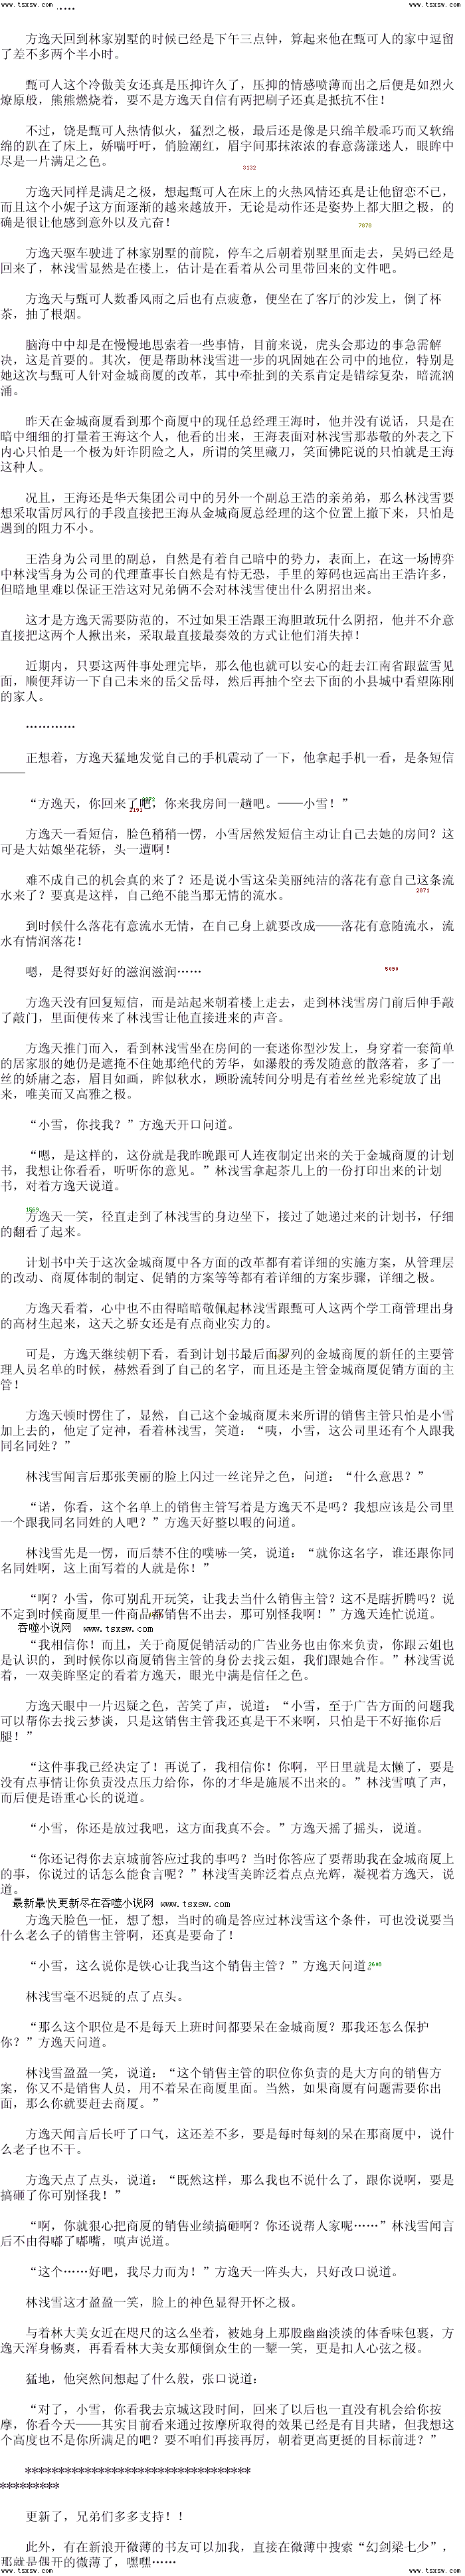 www.tsxsw.com ..... www.tsxsw.com
方逸天回到林家别墅的时候已经是下午三点钟，算起来他在甄可人的家中逗留
了差不多两个半小时。
甄可人这个冷傲美女还真是压抑许久了，压抑的情感喷薄而出之后便是如烈火
燎原般，熊熊燃烧着，要不是方逸天自信有两把刷子还真是抵抗不住！
不过，饶是甄可人热情似火，猛烈之极，最后还是像是只绵羊般乖巧而又软绵
绵的趴在了床上，娇喘吁吁，俏脸潮红，眉宇间那抹浓浓的春意荡漾迷人，眼眸中
尽是一片满足之色。
3132
方逸天同样是满足之极，想起甄可人在床上的火热风情还真是让他留恋不已，
而且这个小妮子这方面逐渐的越来越放开，无论是动作还是姿势上都大胆之极，的
确是很让他感到意外以及亢奋！
7078
方逸天驱车驶进了林家别墅的前院，停车之后朝着别墅里面走去，吴妈已经是
回来了，林浅雪显然是在楼上，估计是在看着从公司里带回来的文件吧。
方逸天与甄可人数番风雨之后也有点疲惫，便坐在了客厅的沙发上，倒了杯
茶，抽了根烟。
脑海中中却是在慢慢地思索着一些事情，目前来说，虎头会那边的事急需解
决，这是首要的。其次，便是帮助林浅雪进一步的巩固她在公司中的地位，特别是
她这次与甄可人针对金城商厦的改革，其中牵扯到的关系肯定是错综复杂，暗流汹
涌。
昨天在金城商厦看到那个商厦中的现任总经理王海时，他并没有说话，只是在
暗中细细的打量着王海这个人，他看的出来，王海表面对林浅雪那恭敬的外表之下
内心只怕是一个极为奸诈阴险之人，所谓的笑里藏刀，笑面佛陀说的只怕就是王海
这种人。
况且，王海还是华天集团公司中的另外一个副总王浩的亲弟弟，那么林浅雪要
想采取雷厉风行的手段直接把王海从金城商厦总经理的这个位置上撤下来，只怕是
遇到的阻力不小。
王浩身为公司里的副总，自然是有着自己暗中的势力，表面上，在这一场博弈
中林浅雪身为公司的代理董事长自然是有恃无恐，手里的筹码也远高出王浩许多，
但暗地里难以保证王浩这对兄弟俩不会对林浅雪使出什么阴招出来。
这才是方逸天需要防范的，不过如果王浩跟王海胆敢玩什么阴招，他并不介意
直接把这两个人揪出来，采取最直接最奏效的方式让他们消失掉！
近期内，只要这两件事处理完毕，那么他也就可以安心的赶去江南省跟蓝雪见
面，顺便拜访一下自己未来的岳父岳母，然后再抽个空去下面的小县城中看望陈刚
的家人。
…………
正想着，方逸天猛地发觉自己的手机震动了一下，他拿起手机一看，是条短信
——
“方逸天，你回来了吧，你来我房间一趟吧。——小雪！”
2191
方逸天一看短信，脸色稍稍一愣，小雪居然发短信主动让自己去她的房间？这
可是大姑娘坐花轿，头一遭啊！
难不成自己的机会真的来了？还是说小雪这朵美丽纯洁的落花有意自己这条流
水来了？要真是这样，自己绝不能当那无情的流水。
2871
到时候什么落花有意流水无情，在自己身上就要改成——落花有意随流水，流
水有情润落花！
嗯，是得要好好的滋润滋润……
5090
方逸天没有回复短信，而是站起来朝着楼上走去，走到林浅雪房门前后伸手敲
了敲门，里面便传来了林浅雪让他直接进来的声音。
方逸天推门而入，看到林浅雪坐在房间的一套迷你型沙发上，身穿着一套简单
的居家服的她仍是遮掩不住她那绝代的芳华，如瀑般的秀发随意的散落着，多了一
丝的娇庸之态，眉目如画，眸似秋水，顾盼流转间分明是有着丝丝光彩绽放了出
来，唯美而又高雅之极。
“小雪，你找我？”方逸天开口问道。
“嗯，是这样的，这份就是我昨晚跟可人连夜制定出来的关于金城商厦的计划
书，我想让你看看，听听你的意见。”林浅雪拿起茶几上的一份打印出来的计划
书，对着方逸天说道。
1569
方逸天一笑，径直走到了林浅雪的身边坐下，接过了她递过来的计划书，仔细
的翻看了起来。
计划书中关于这次金城商厦中各方面的改革都有着详细的实施方案，从管理层
的改动、商厦体制的制定、促销的方案等等都有着详细的方案步骤，详细之极。
方逸天看着，心中也不由得暗暗敬佩起林浅雪跟甄可人这两个学工商管理出身
的高材生起来，这天之骄女还是有点商业实力的。
可是，方逸天继续朝下看，看到计划书最后面罗列的金城商厦的新任的主要管
理人员名单的时候，赫然看到了自己的名字，而且还是主管金城商厦促销方面的主
管！
方逸天顿时愣住了，显然，自己这个金城商厦未来所谓的销售主管只怕是小雪
加上去的，他定了定神，看着林浅雪，笑道：“咦，小雪，这公司里还有个人跟我
同名同姓？”
林浅雪闻言后那张美丽的脸上闪过一丝诧异之色，问道：“什么意思？”
“诺，你看，这个名单上的销售主管写着是方逸天不是吗？我想应该是公司里
一个跟我同名同姓的人吧？”方逸天好整以暇的问道。
林浅雪先是一愣，而后禁不住的噗哧一笑，说道：“就你这名字，谁还跟你同
名同姓啊，这上面写着的人就是你！”
“啊？小雪，你可别乱开玩笑，让我去当什么销售主管？这不是瞎折腾吗？说
不定到时候商厦里一件商品都销售不出去，那可别怪我啊！”方逸天连忙说道。
吞噬小说网 www.tsxsw.com
“我相信你！而且，关于商厦促销活动的广告业务也由你来负责，你跟云姐也
是认识的，到时候你以商厦销售主管的身份去找云姐，我们跟她合作。”林浅雪说
着，一双美眸坚定的看着方逸天，眼光中满是信任之色。
方逸天眼中一片迟疑之色，苦笑了声，说道：“小雪，至于广告方面的问题我
可以帮你去找云梦谈，只是这销售主管我还真是干不来啊，只怕是干不好拖你后
腿！”
“这件事我已经决定了！再说了，我相信你！你啊，平日里就是太懒了，要是
没有点事情让你负责没点压力给你，你的才华是施展不出来的。”林浅雪嗔了声，
而后便是语重心长的说道。
“小雪，你还是放过我吧，这方面我真不会。”方逸天摇了摇头，说道。
“你还记得你去京城前答应过我的事吗？当时你答应了要帮助我在金城商厦上
的事，你说过的话怎么能食言呢？”林浅雪美眸泛着点点光辉，凝视着方逸天，说
道。
最新最快更新尽在吞噬小说网 www.tsxsw.com
方逸天脸色一怔，想了想，当时的确是答应过林浅雪这个条件，可也没说要当
什么老么子的销售主管啊，还真是要命了！
“小雪，这么说你是铁心让我当这个销售主管？”方逸天问道。
2698
林浅雪毫不迟疑的点了点头。
“那么这个职位是不是每天上班时间都要呆在金城商厦？那我还怎么保护
你？”方逸天问道。
林浅雪盈盈一笑，说道：“这个销售主管的职位你负责的是大方向的销售方
案，你又不是销售人员，用不着呆在商厦里面。当然，如果商厦有问题需要你出
面，那么你就要赶去商厦。”
方逸天闻言后长吁了口气，这还差不多，要是每时每刻的呆在那商厦中，说什
么老子也不干。
方逸天点了点头，说道：“既然这样，那么我也不说什么了，跟你说啊，要是
搞砸了你可别怪我！”
“啊，你就狠心把商厦的销售业绩搞砸啊？你还说帮人家呢……”林浅雪闻言
后不由得嘟了嘟嘴，嗔声说道。
“这个……好吧，我尽力而为！”方逸天一阵头大，只好改口说道。
林浅雪这才盈盈一笑，脸上的神色显得开怀之极。
与着林大美女近在咫尺的这么坐着，被她身上那股幽幽淡淡的体香味包裹，方
逸天浑身畅爽，再看看林大美女那倾倒众生的一颦一笑，更是扣人心弦之极。
猛地，他突然间想起了什么般，张口说道：
“对了，小雪，你看我去京城这段时间，回来了以后也一直没有机会给你按
摩，你看今天——其实目前看来通过按摩所取得的效果已经是有目共睹，但我想这
个高度也不是你所满足的吧？要不咱们再接再厉，朝着更高更挺的目标前进？”
**********************************
*********
更新了，兄弟们多多支持！！
此外，有在新浪开微薄的书友可以加我，直接在微薄中搜索“幻剑梁七少”，
那就是偶开的微薄了，嘿嘿……
www.tsxsw.com www.tsxsw.com